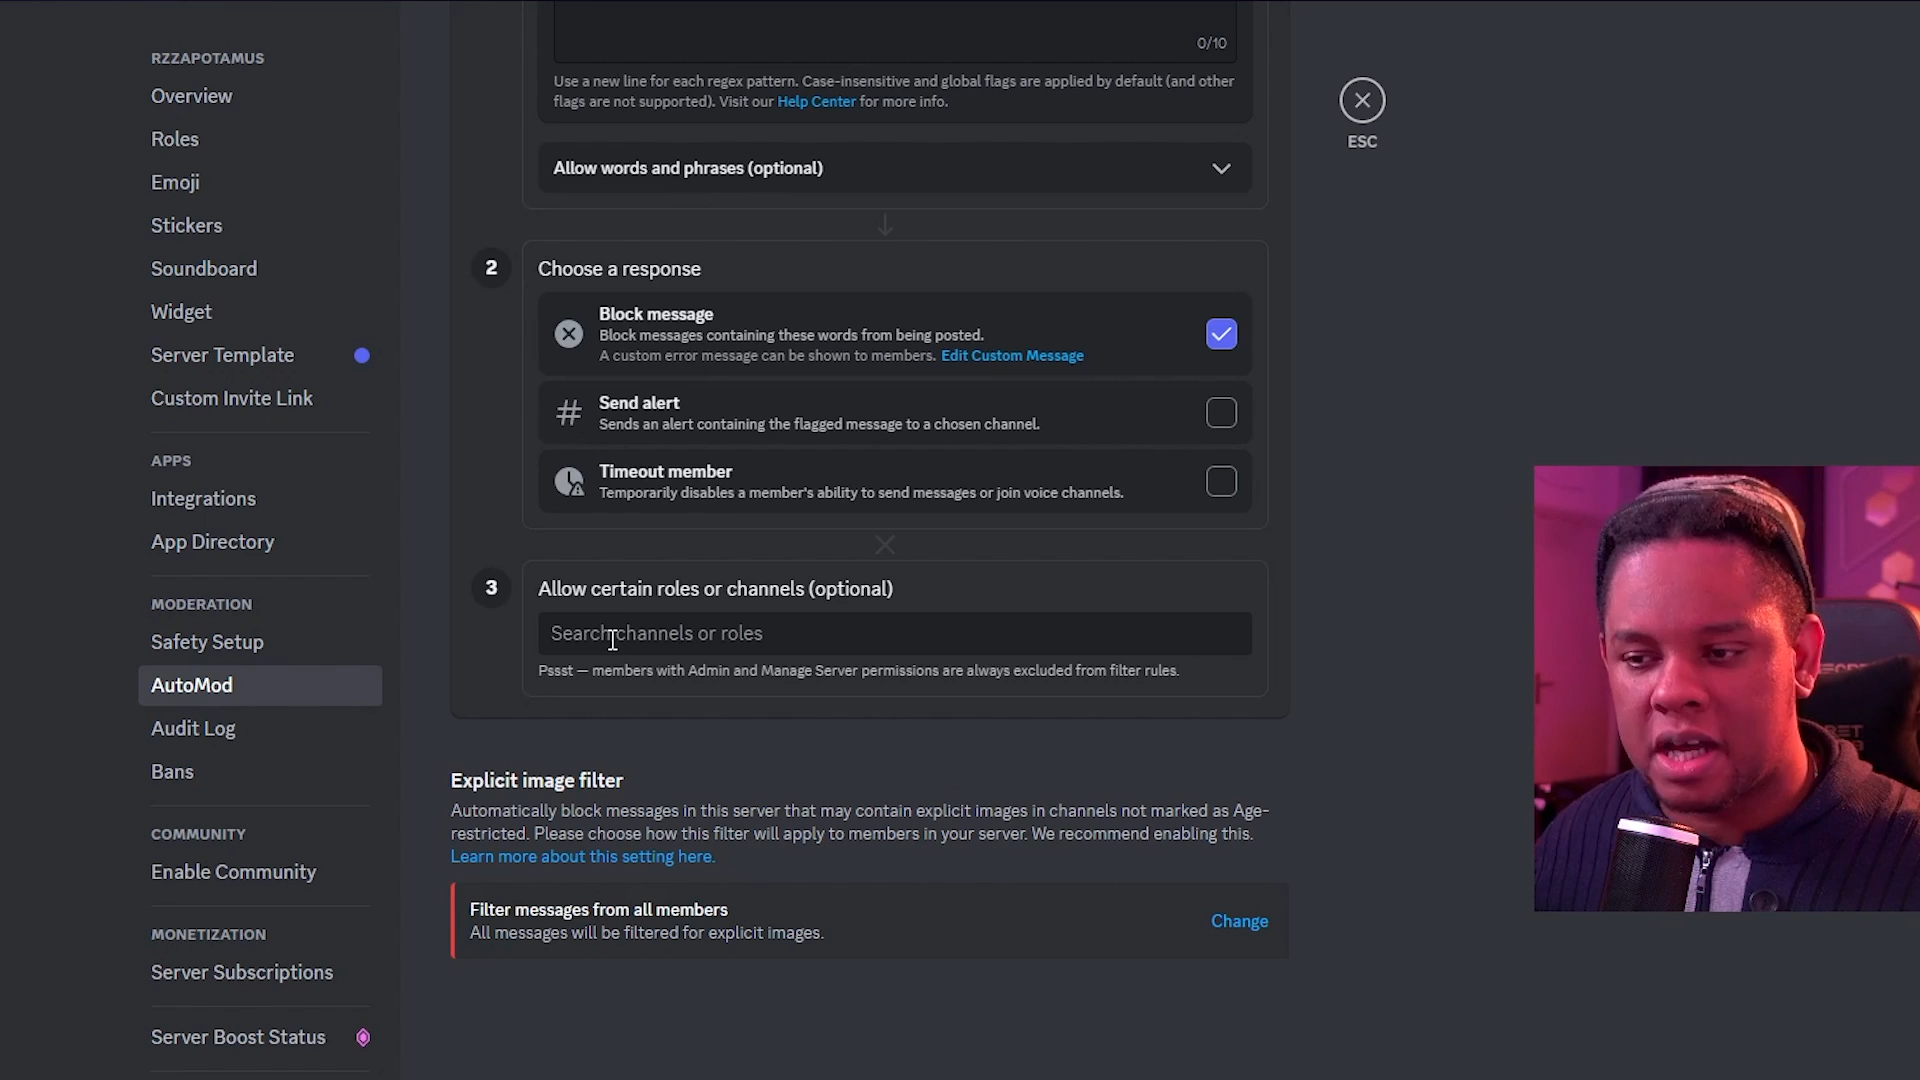 RZZAPOTAMUS
Overview
Roles
Emoji
Stickers
Soundboard
Widget
Server Template
Custom Invite Link
APPS
Integrations
App Directory
MODERATION
Safety Setup
AutoMod
Audit Log
Bans
COMMUNITY
Enable Community
MONETIZATION
Server Subscriptions
Server Boost Status
0/10
Use a new line for each regex pattern. Case-insensitive and global flags are applied by default (and other
flags are not supported). Visit our Help Center for more info.
Allow words and phrases (optional)
2
Choose a response
Block message
Block messages containing these words from being posted.
A custom error message can be shown to members. Edit Custom Message
Send alert
Sends an alert containing the flagged message to a chosen channel.
Timeout member
Temporarily disables a member's ability to send messages or join voice channels.
3
Allow certain roles or channels (optional)
Search channels or roles
Pssst — members with Admin and Manage Server permissions are always excluded from filter rules.
Explicit image filter
Automatically block messages in this server that may contain explicit images in channels not marked as Age-
restricted. Please choose how this filter will apply to members in your server. We recommend enabling this.
Learn more about this setting here.
Filter messages from all members
All messages will be filtered for explicit images.
Change
ESC